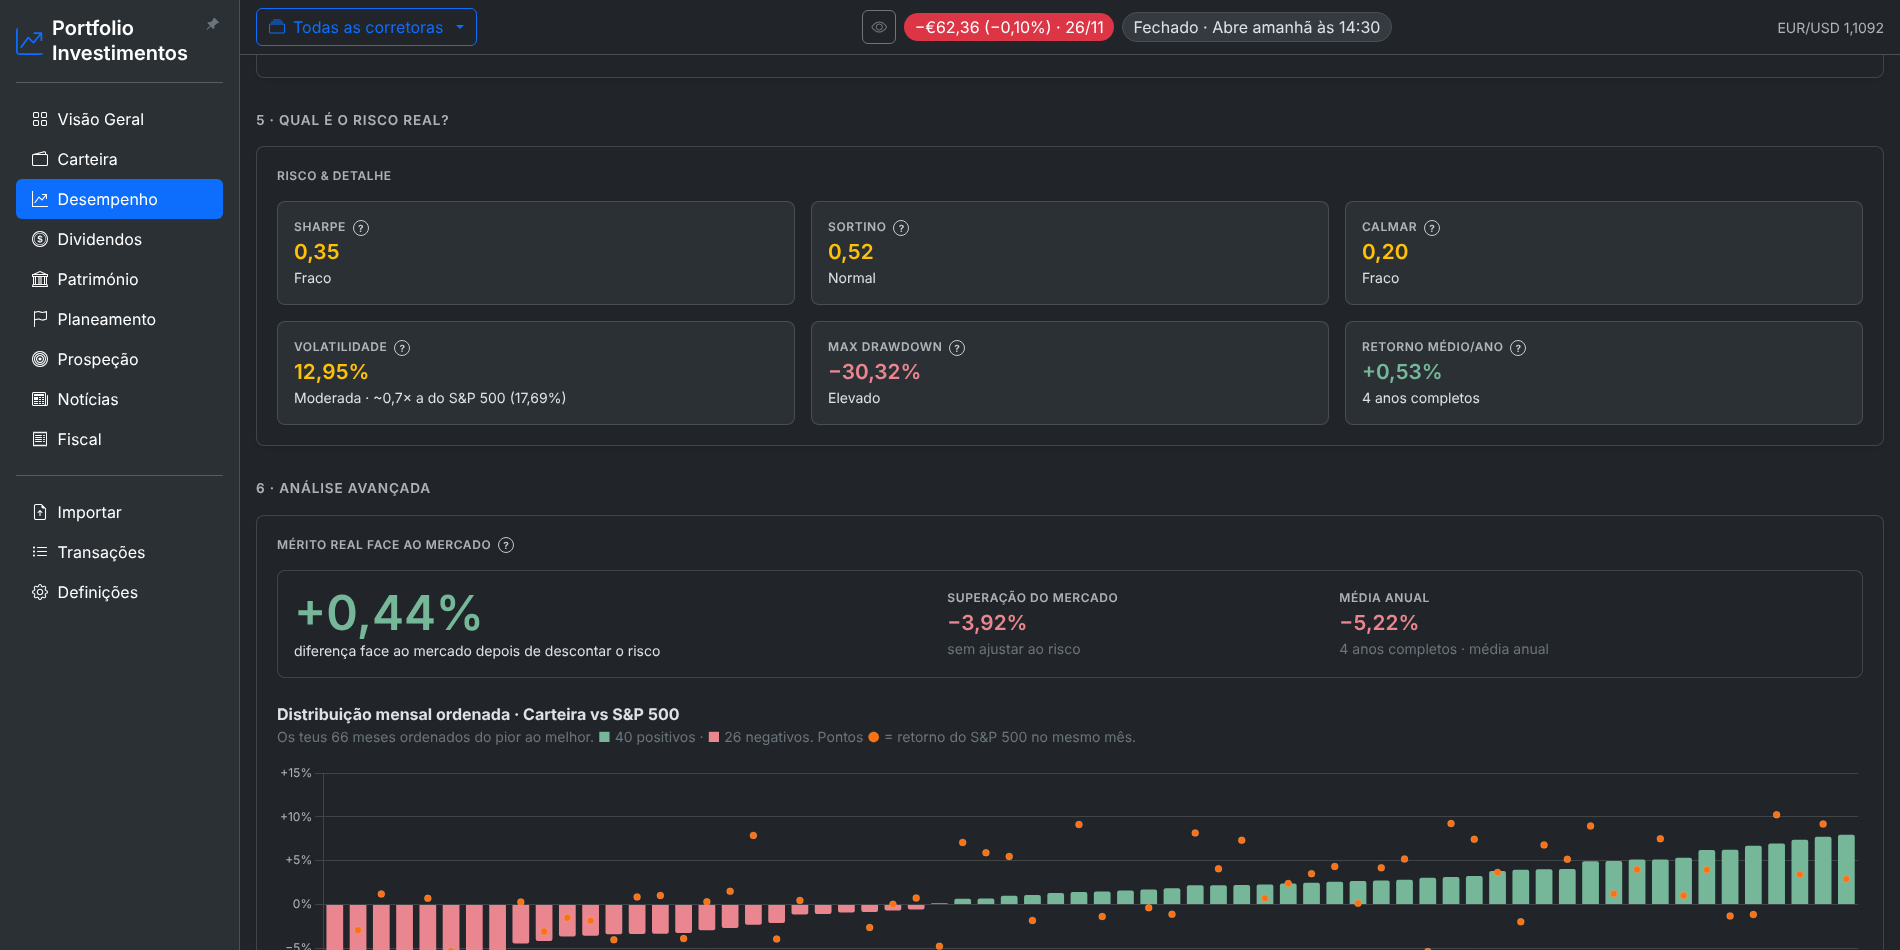 Portfolio
Investimentos
Visão Geral
Carteira
Desempenho
Dividendos
Património
Planeamento
Prospeção
Notícias
Fiscal
Importar
Transações
Definições
Todas as corretoras
−€62,36 (−0,10%) · 26/11
Fechado · Abre amanhã às 14:30
EUR/USD 1,1092
5 · QUAL É O RISCO REAL?
RISCO & DETALHE
SHARPE ?
0,35
Fraco
SORTINO ?
0,52
Normal
CALMAR ?
0,20
Fraco
VOLATILIDADE ?
12,95%
Moderada · ~0,7× a do S&P 500 (17,69%)
MAX DRAWDOWN ?
−30,32%
Elevado
RETORNO MÉDIO/ANO ?
+0,53%
4 anos completos
6 · ANÁLISE AVANÇADA
MÉRITO REAL FACE AO MERCADO ?
+0,44%
diferença face ao mercado depois de descontar o risco
SUPERAÇÃO DO MERCADO
−3,92%
sem ajustar ao risco
MÉDIA ANUAL
−5,22%
4 anos completos · média anual
Distribuição mensal ordenada · Carteira vs S&P 500
Os teus 66 meses ordenados do pior ao melhor. 40 positivos · 26 negativos. Pontos = retorno do S&P 500 no mesmo mês.
+15%
+10%
+5%
0%
−5%